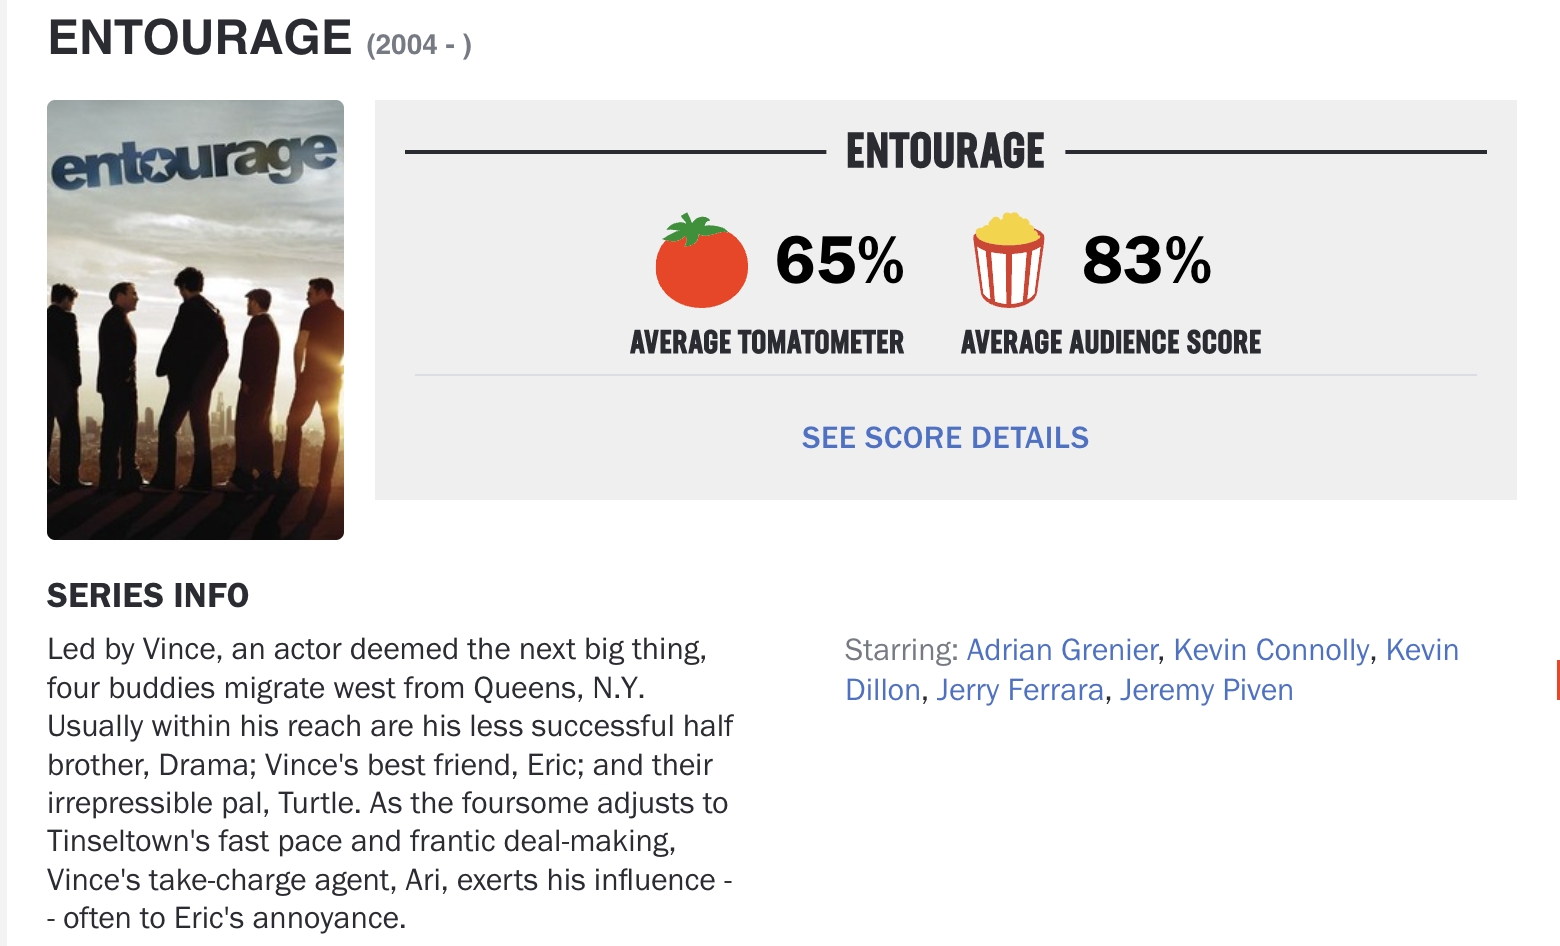 ENTOURAGE (2004 - )
entourage
ENTOURAGE
65%
83%
AVERAGE TOMATOMETER
AVERAGE AUDIENCE SCORE
SEE SCORE DETAILS
SERIES INFO
Led by Vince, an actor deemed the next big thing,
four buddies migrate west from Queens, N.Y.
Usually within his reach are his less successful half
brother, Drama; Vince's best friend, Eric; and their
irrepressible pal, Turtle. As the foursome adjusts to
Tinseltown's fast pace and frantic deal-making,
Vince's take-charge agent, Ari, exerts his influence -
- often to Eric's annoyance.
Starring: Adrian Grenier, Kevin Connolly, Kevin
Dillon, Jerry Ferrara, Jeremy Piven